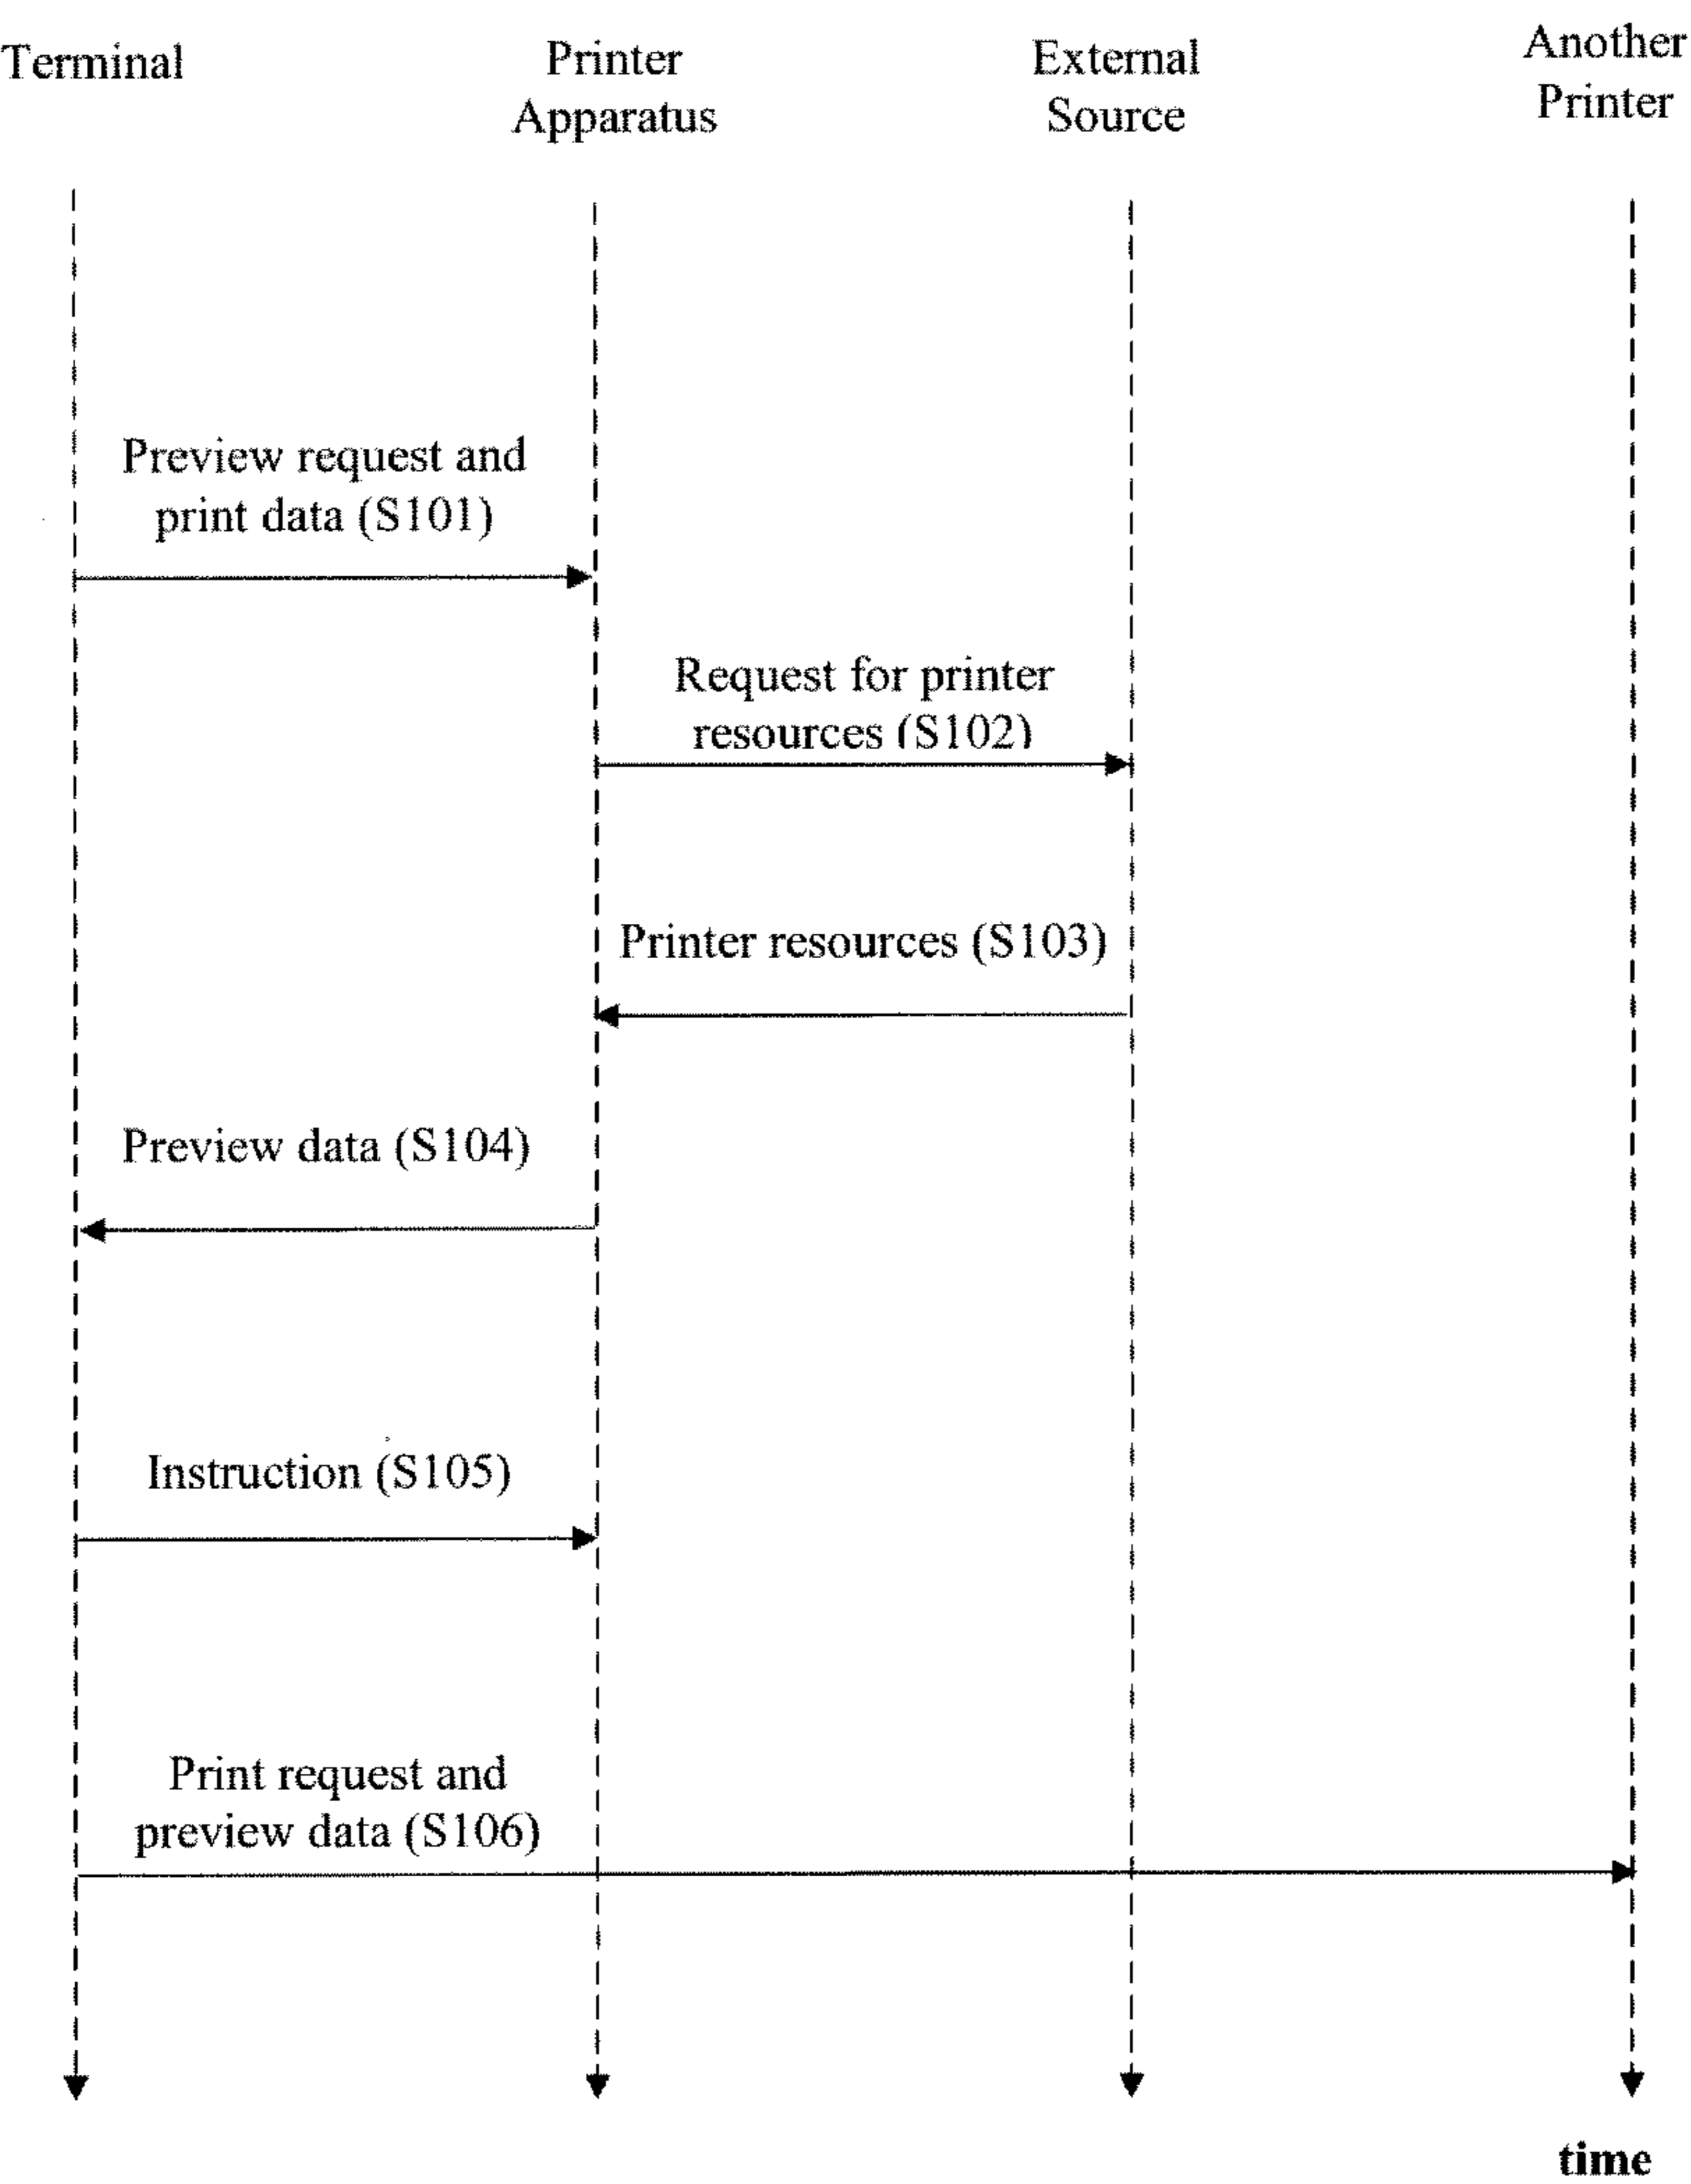 Terminal
Printer
Apparatus
External
Source
Another
Printer
Preview request and
print data (S101)
Request for printer
resources (S102)
Printer resources (S103)
Preview data (S104)
Instruction (S105)
Print request and
preview data (S106)
time